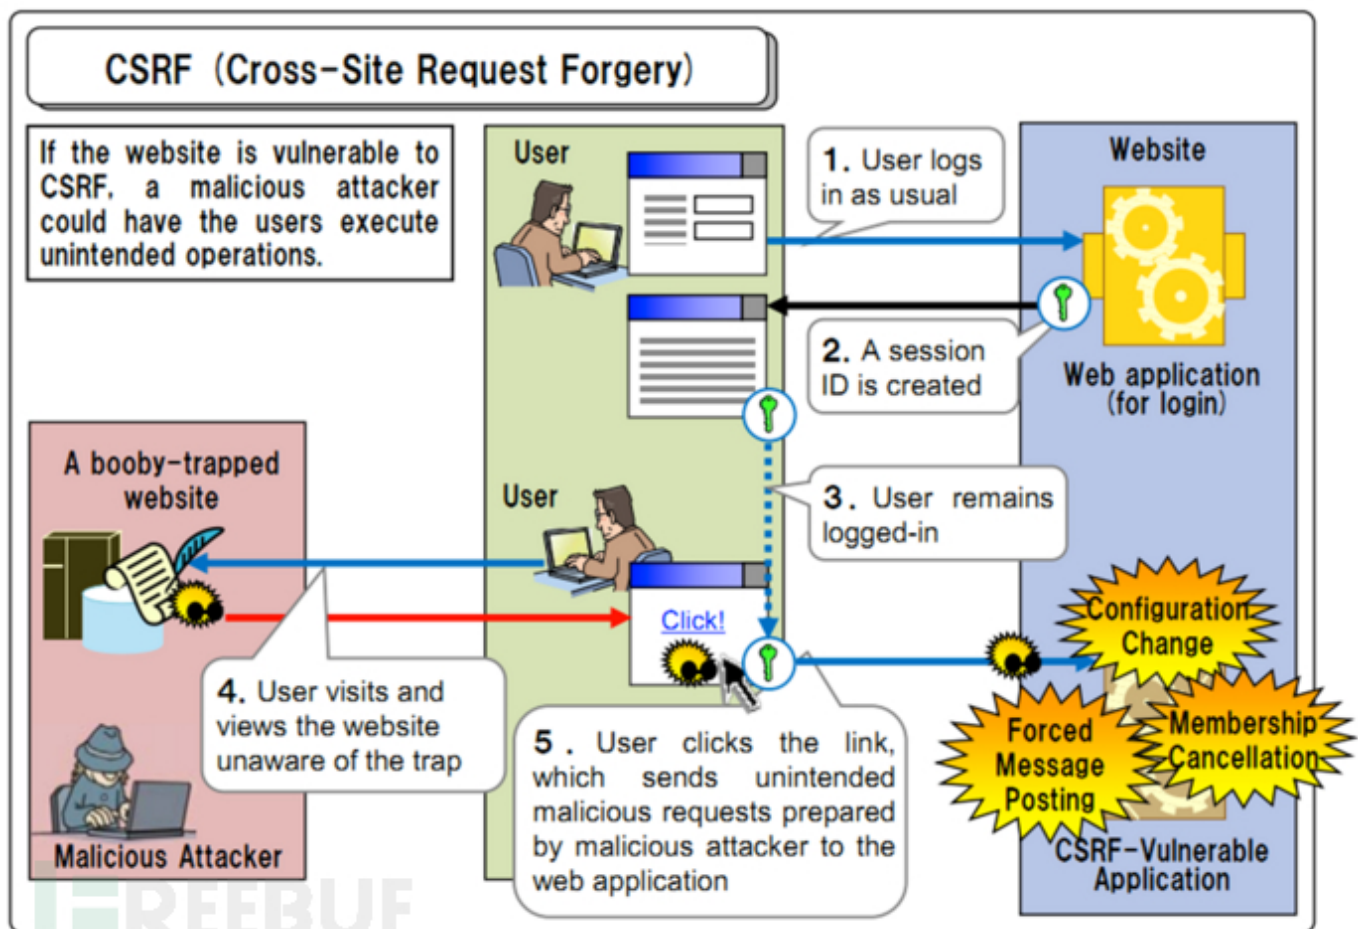 CSRF (Cross-Site Request Forgery)
If the website is vulnerable to
CSRF, a malicious attacker
could have the users execute
unintended operations.
User
1. User logs
in as usual
Website
2. A session
ID is created
Web application
(for login)
A booby-trapped
website
User
3. User remains
logged-in
Click!
Configuration
Change
4. User visits and
views the website
unaware of the trap
5. User clicks the link,
which sends unintended
malicious requests prepared
by malicious attacker to the
web application
Forced
Message
Posting
Membership
Cancellation
Malicious Attacker
CSRF-Vulnerable
Application
FREEBUF